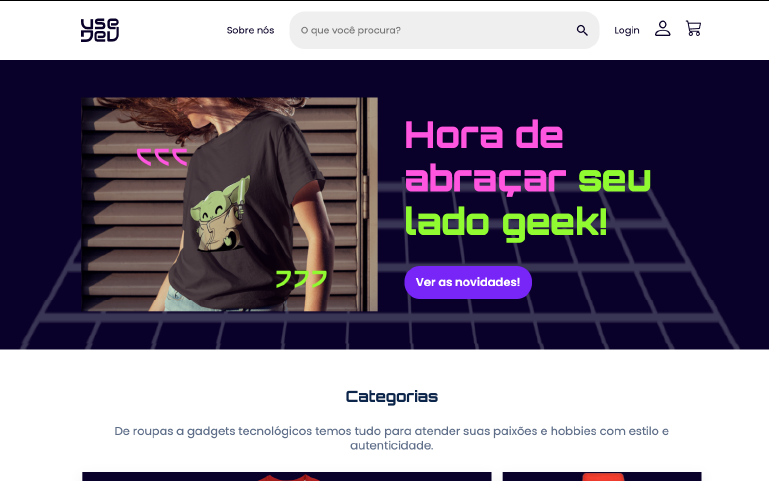 USE
DEV
Sobre nós
O que você procura?
Login
Hora de
abraçar seu
lado geek!
Ver as novidades!
Categorias
De roupas a gadgets tecnológicos temos tudo para atender suas paixões e hobbies com estilo e
autenticidade.